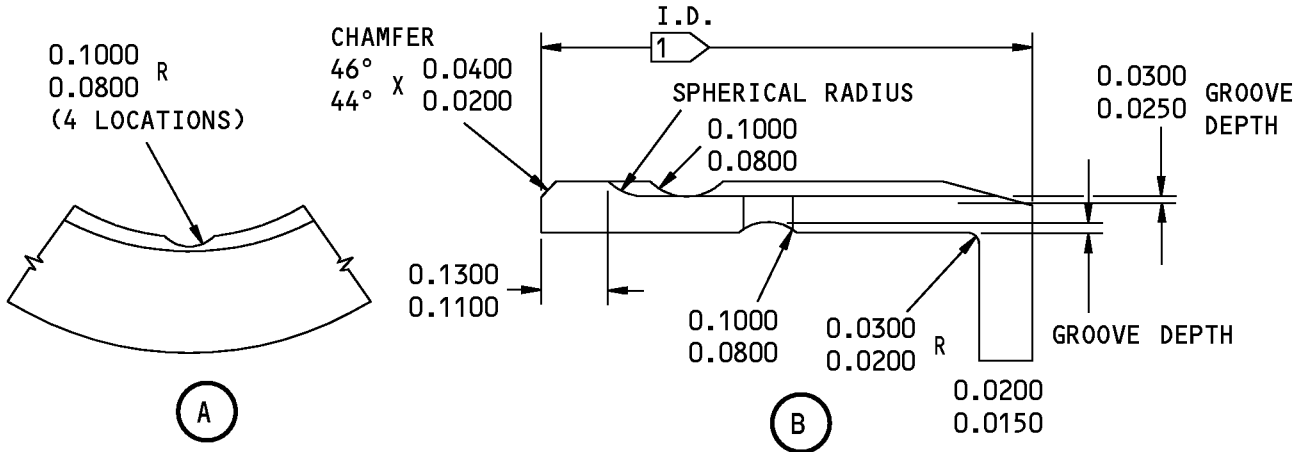 0.1000
0.0800 R
(4 LOCATIONS)
A
CHAMFER
46° X 0.0400
44° 0.0200
I.D.
1
SPHERICAL RADIUS
0.1000
0.0800
0.0300
0.0250 GROOVE
DEPTH
0.1300
0.1100
0.1000
0.0800
0.0300
0.0200 R
GROOVE DEPTH
0.0200
0.0150
B